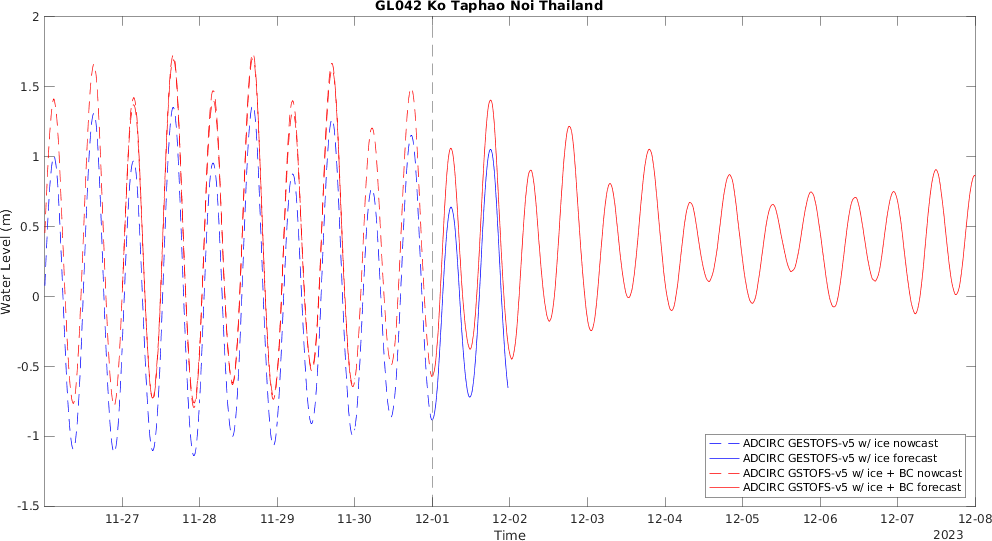 GL042 Ko Taphao Noi Thailand
2
1.5
1
0.5
0
-0.5
-1
-1.5
Water Level (m)
ADCIRC GESTOFS-v5 w/ ice nowcast
ADCIRC GESTOFS-v5 w/ ice forecast
ADCIRC GSTOFS-v5 w/ ice + BC nowcast
ADCIRC GSTOFS-v5 w/ ice + BC forecast
11-27 11-28 11-29 11-30 12-01 12-02 12-03 12-04 12-05 12-06 12-07 12-08
Time
2023